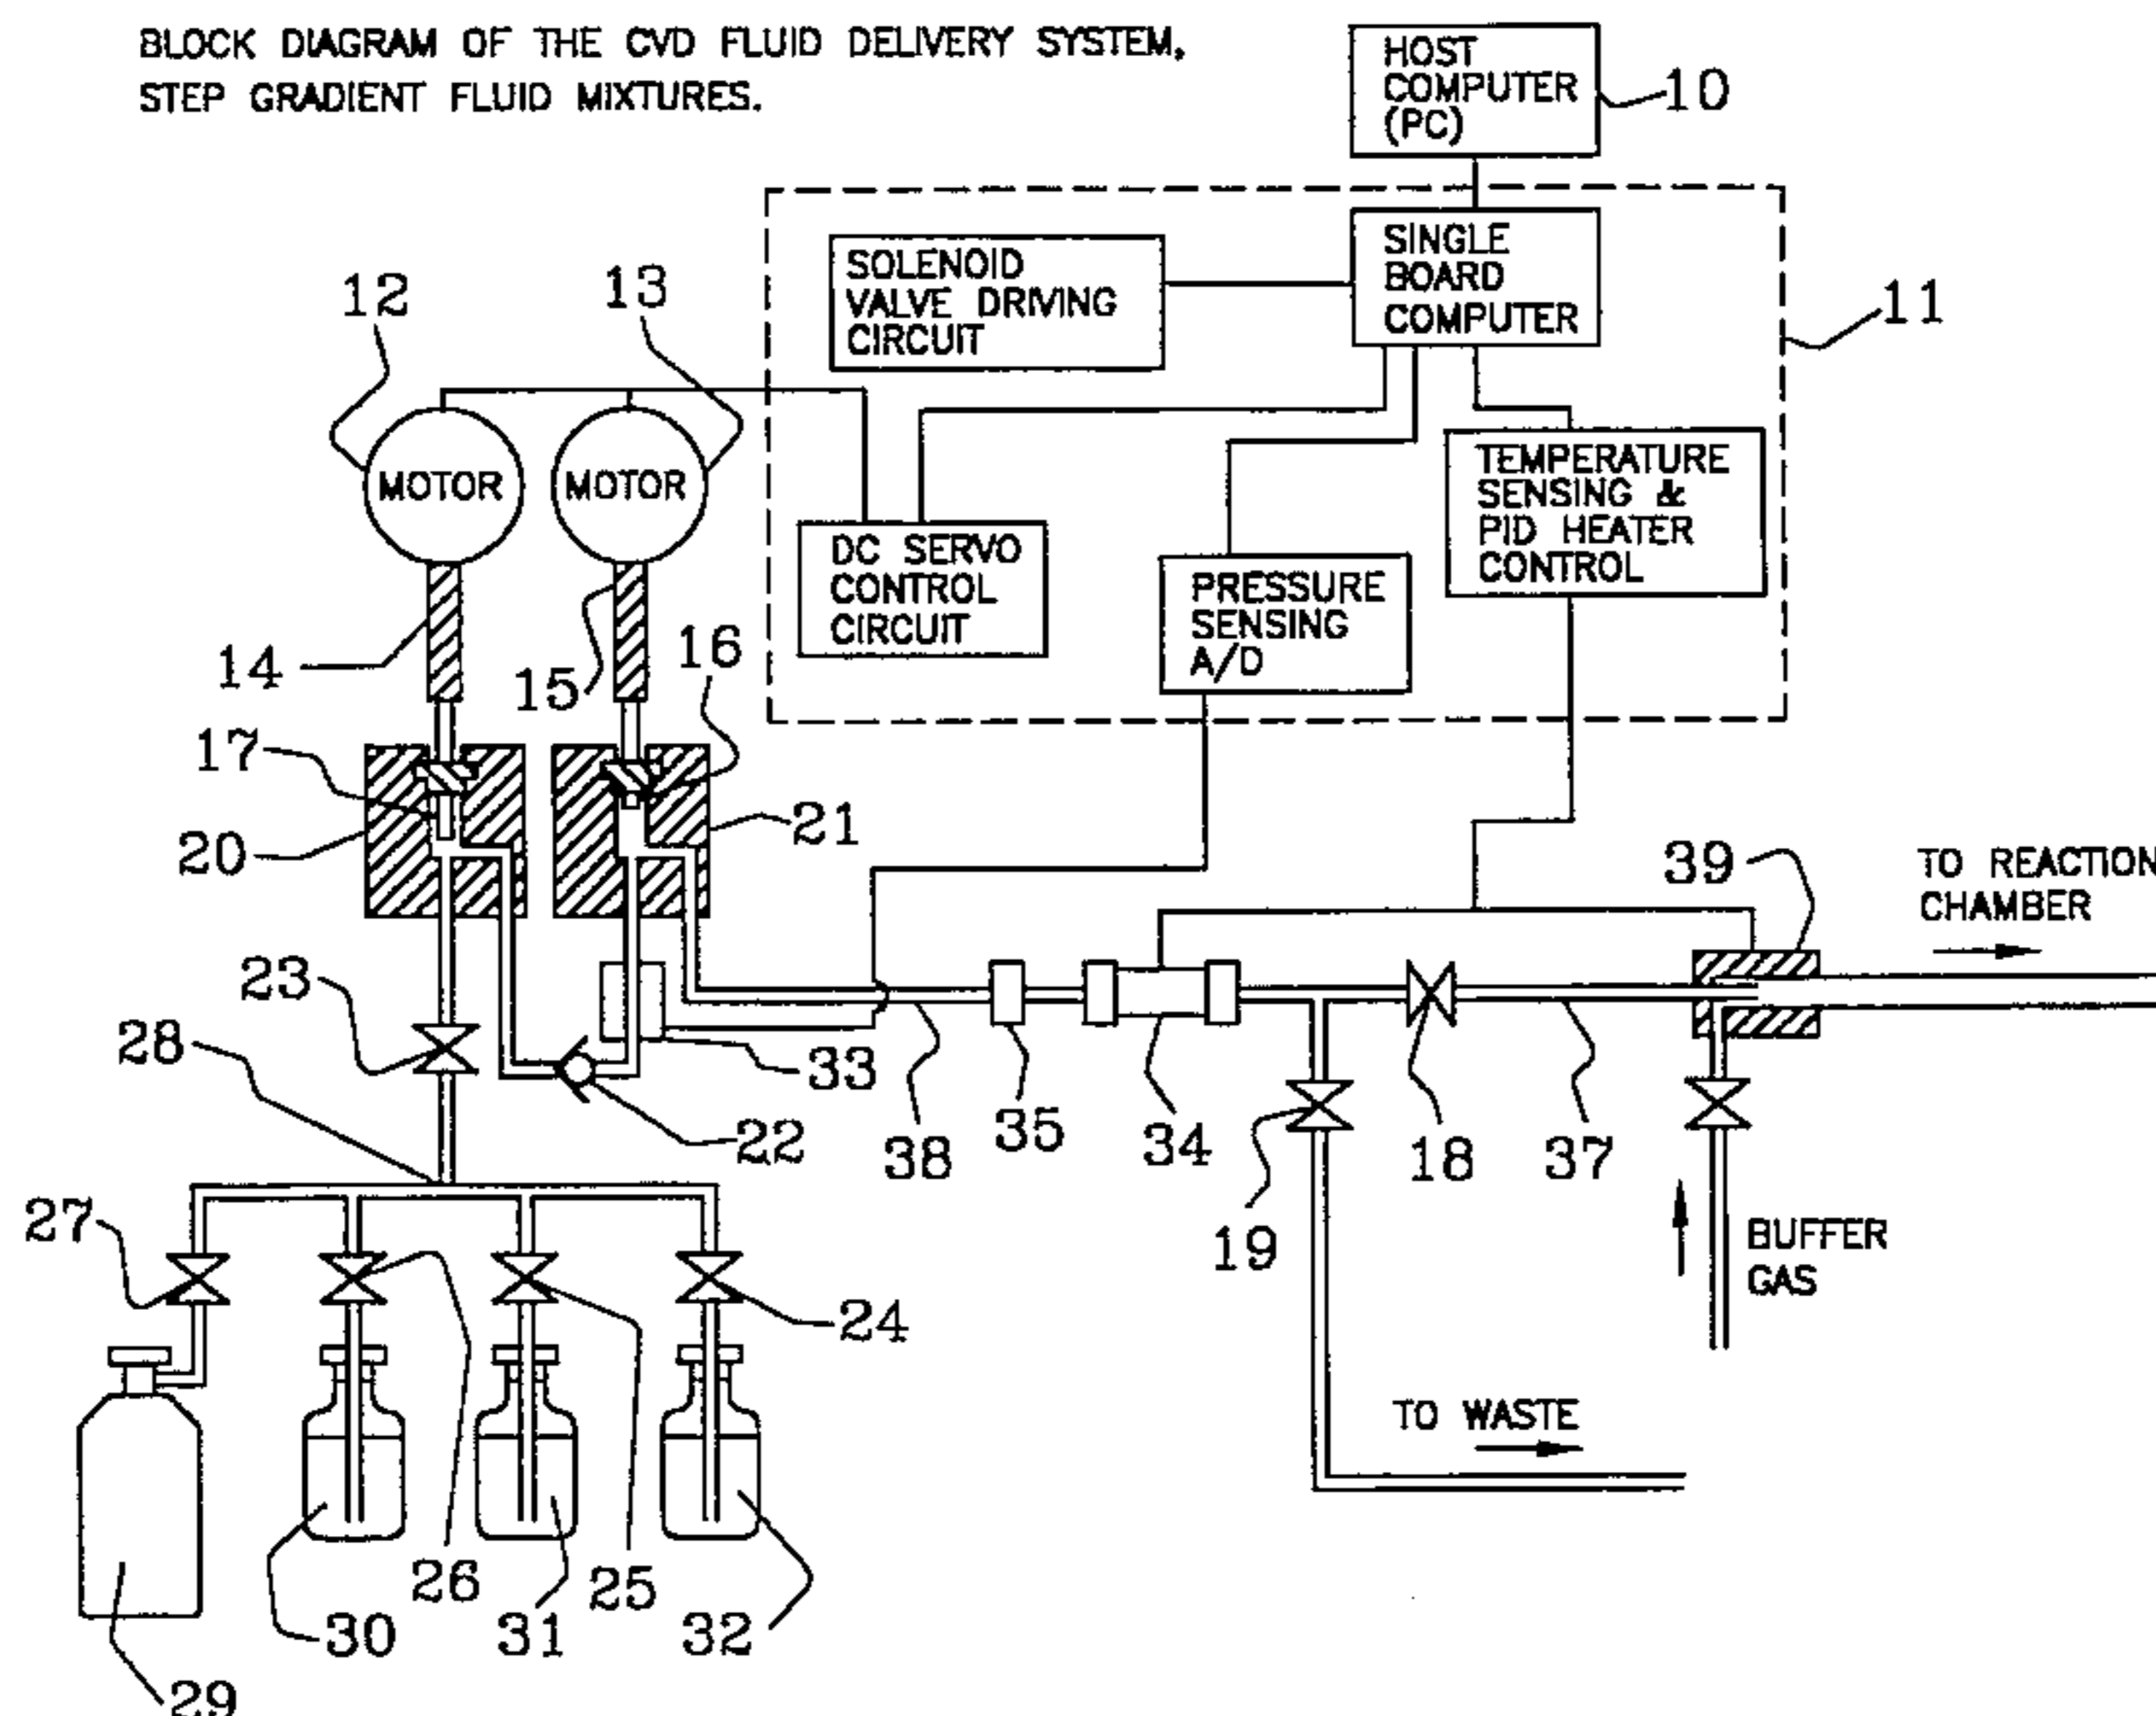 BLOCK DIAGRAM OF THE CVD FLUID DELIVERY SYSTEM,
STEP GRADIENT FLUID MIXTURES.
HOST
COMPUTER
(PC)
10
SINGLE
BOARD
COMPUTER
SOLENOID
VALVE DRIVING
CIRCUIT
11
12
13
MOTOR
MOTOR
TEMPERATURE
SENSING &
PID HEATER
CONTROL
DC SERVO
CONTROL
CIRCUIT
PRESSURE
SENSING
A/D
14
15
16
17
20
21
39
TO REACTION
CHAMBER
23
28
33
22
38
35
34
18
37
19
27
24
BUFFER
GAS
TO WASTE
26
25
30
31
32
29